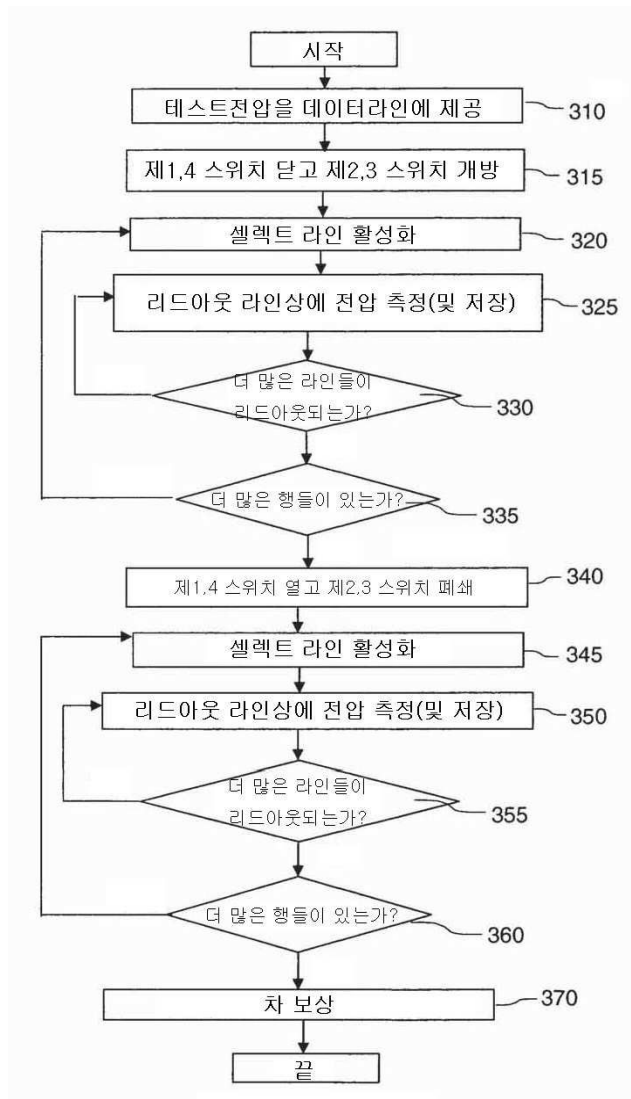 시작
테스트전압을 데이터라인에 제공
310
제1,4 스위치 닫고 제2,3 스위치 개방
315
셀렉트 라인 활성화
320
리드아웃 라인상에 전압 측정(및 저장)
325
더 많은 라인들이
리드아웃되는가?
330
더 많은 행들이 있는가?
335
제1,4 스위치 열고 제2,3 스위치 폐쇄
340
셀렉트 라인 활성화
345
리드아웃 라인상에 전압 측정(및 저장)
350
더 많은 라인들이
리드아웃되는가?
355
더 많은 행들이 있는가?
360
차 보상
370
끝